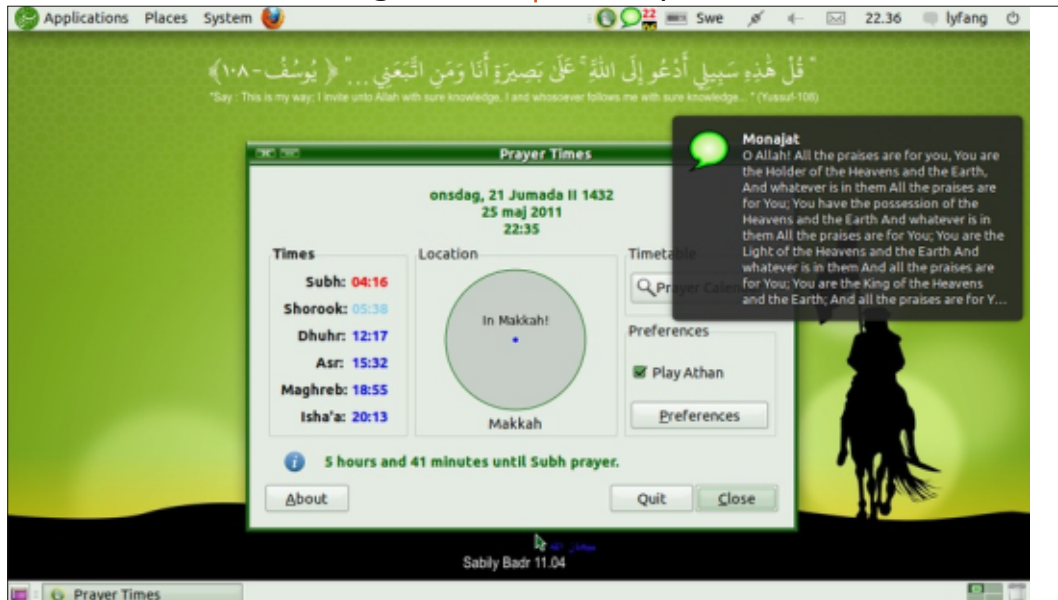 Applications Places System 22 Swe 22.36 lyfang
" قُلْ هَٰذِهِ سَبِيلِي أَدْعُو إِلَى اللَّهِ ۚ عَلَىٰ بَصِيرَةٍ أَنَا وَمَنِ اتَّبَعَنِي ..." ﴿ يُوسُفُ - ١٠٨﴾
"Say : This is my way; I invite unto Allah with sure knowledge, I and whosoever follows me with sure knowledge... " (Yussuf-108)
Monajat
O Allah! All the praises are for you, You are
the Holder of the Heavens and the Earth,
And whatever is in them All the praises are
for You; You have the possession of the
Heavens and the Earth And whatever is in
them All the praises are for You; You are the
Light of the Heavens and the Earth And
whatever is in them And all the praises are
for You; You are the King of the Heavens
and the Earth; And all the praises are for Y...
Prayer Times
onsdag, 21 Jumada II 1432
25 maj 2011
22:35
Times
Subh: 04:16
Shorook: 05:38
Dhuhr: 12:17
Asr: 15:32
Maghreb: 18:55
Isha'a: 20:13
Location
In Makkah!
Makkah
Timetable
Prayer Calen
Preferences
Play Athan
Preferences
5 hours and 41 minutes until Subh prayer.
About
Quit
Close
Sabily Badr 11.04
Prayer Times